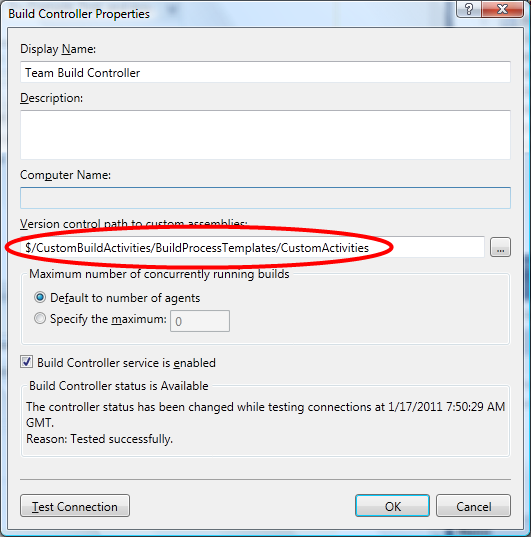 Build Controller Properties
Display Name:
Team Build Controller
Description:
Computer Name:
Version control path to custom assemblies:
$/CustomBuildActivities/BuildProcessTemplates/CustomActivities
...
Maximum number of concurrently running builds
Default to number of agents
Specify the maximum: 0
Build Controller service is enabled
Build Controller status is Available
The controller status has been changed while testing connections at 1/17/2011 7:50:29 AM
GMT.
Reason: Tested successfully.
Test Connection
OK
Cancel